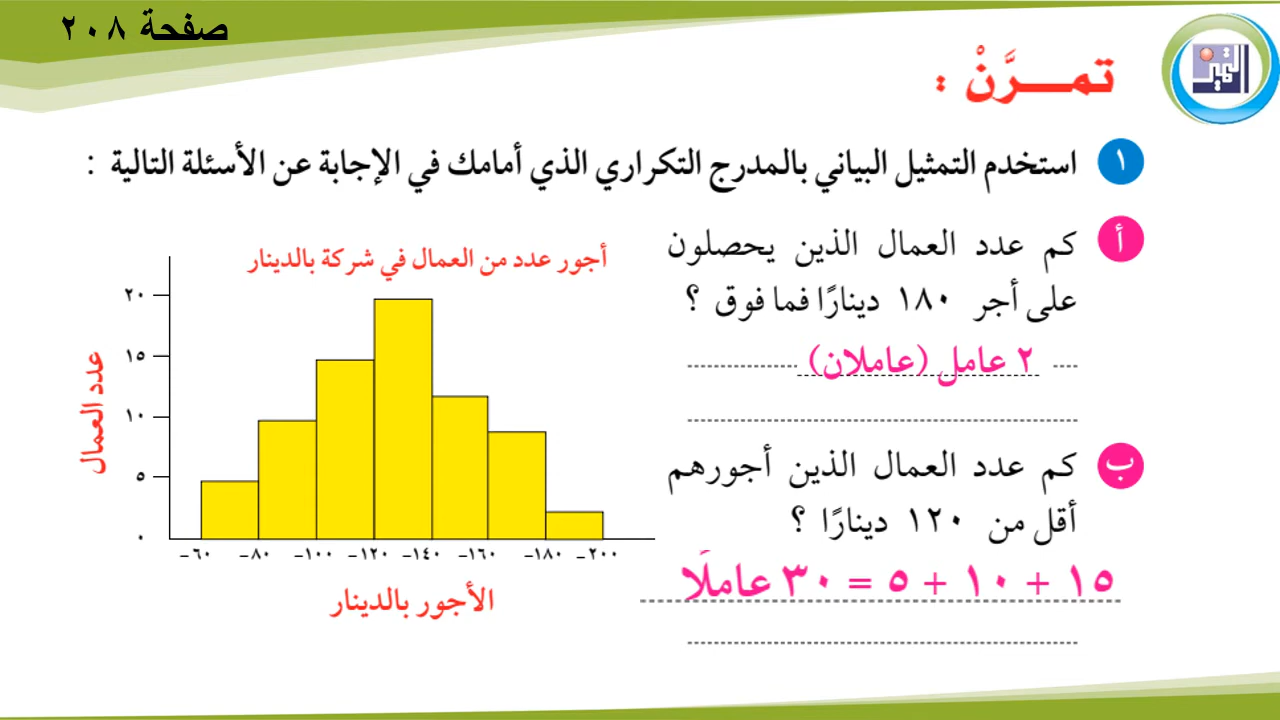 صفحة ٢٠٨
التميز
تمـــرَّنْ :
١ استخدم التمثيل البياني بالمدرج التكراري الذي أمامك في الإجابة عن الأسئلة التالية :
أ كم عدد العمال الذين يحصلون
على أجر ١٨٠ دينارًا فما فوق ؟
٢ عامل (عاملان)
ب كم عدد العمال الذين أجورهم
أقل من ١٢٠ دينارًا ؟
١٥ + ١٠ + ٥ = ٣٠ عاملًا
أجور عدد من العمال في شركة بالدينار
عدد العمال
٢٠
١٥
١٠
٥
٠
٦٠– ٨٠– ١٠٠– ١٢٠– ١٤٠– ١٦٠– ١٨٠– ٢٠٠–
الأجور بالدينار